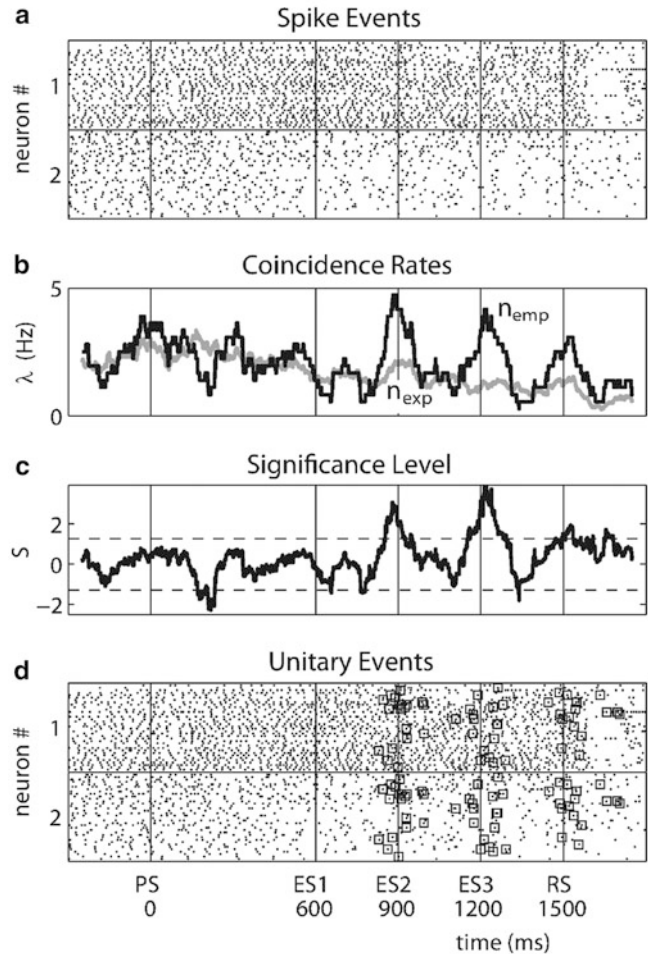 a Spike Events
neuron #
1
2
b Coincidence Rates
λ (Hz)
5
0
n_emp
n_exp
c Significance Level
S
2
0
−2
d Unitary Events
neuron #
1
2
PS ES1 ES2 ES3 RS
0 600 900 1200 1500
time (ms)